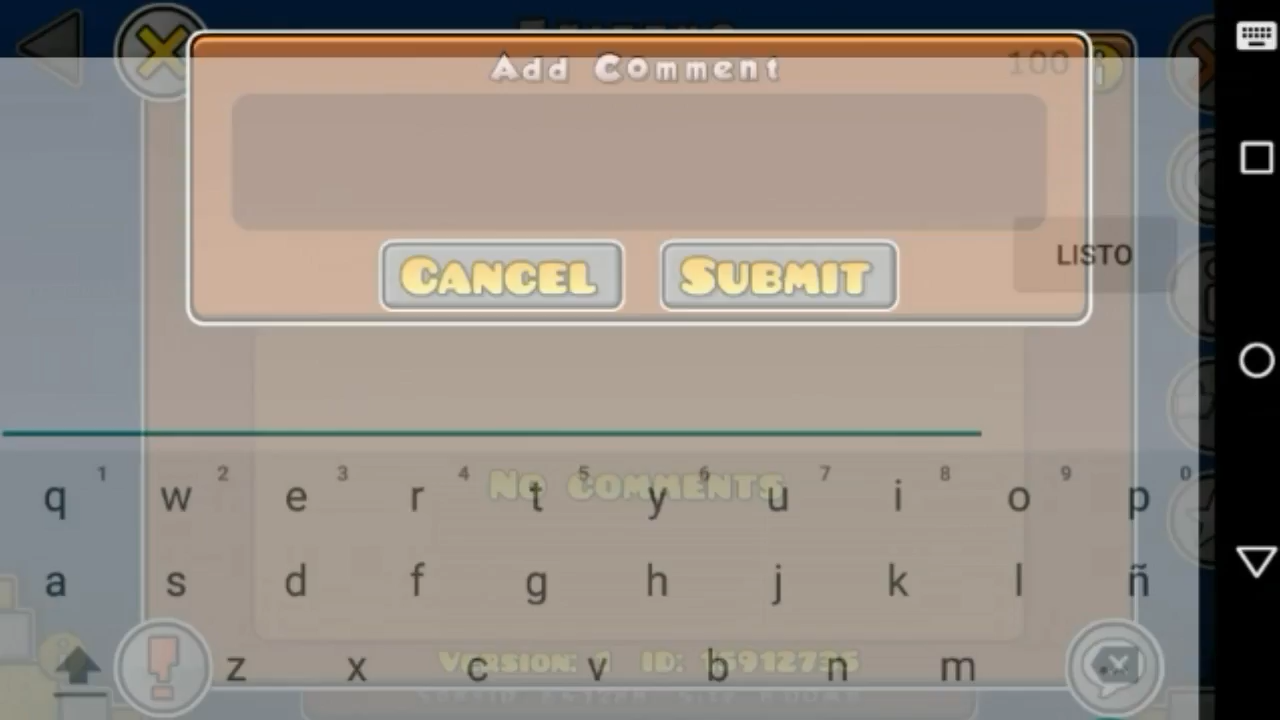 Add Comment
100
Cancel Submit
LISTO
No Comments
1 2 3 4 5 6 7 8 9 0
q w e r t y u i o p
a s d f g h j k l ñ
z x c v b n m
Version: ID: